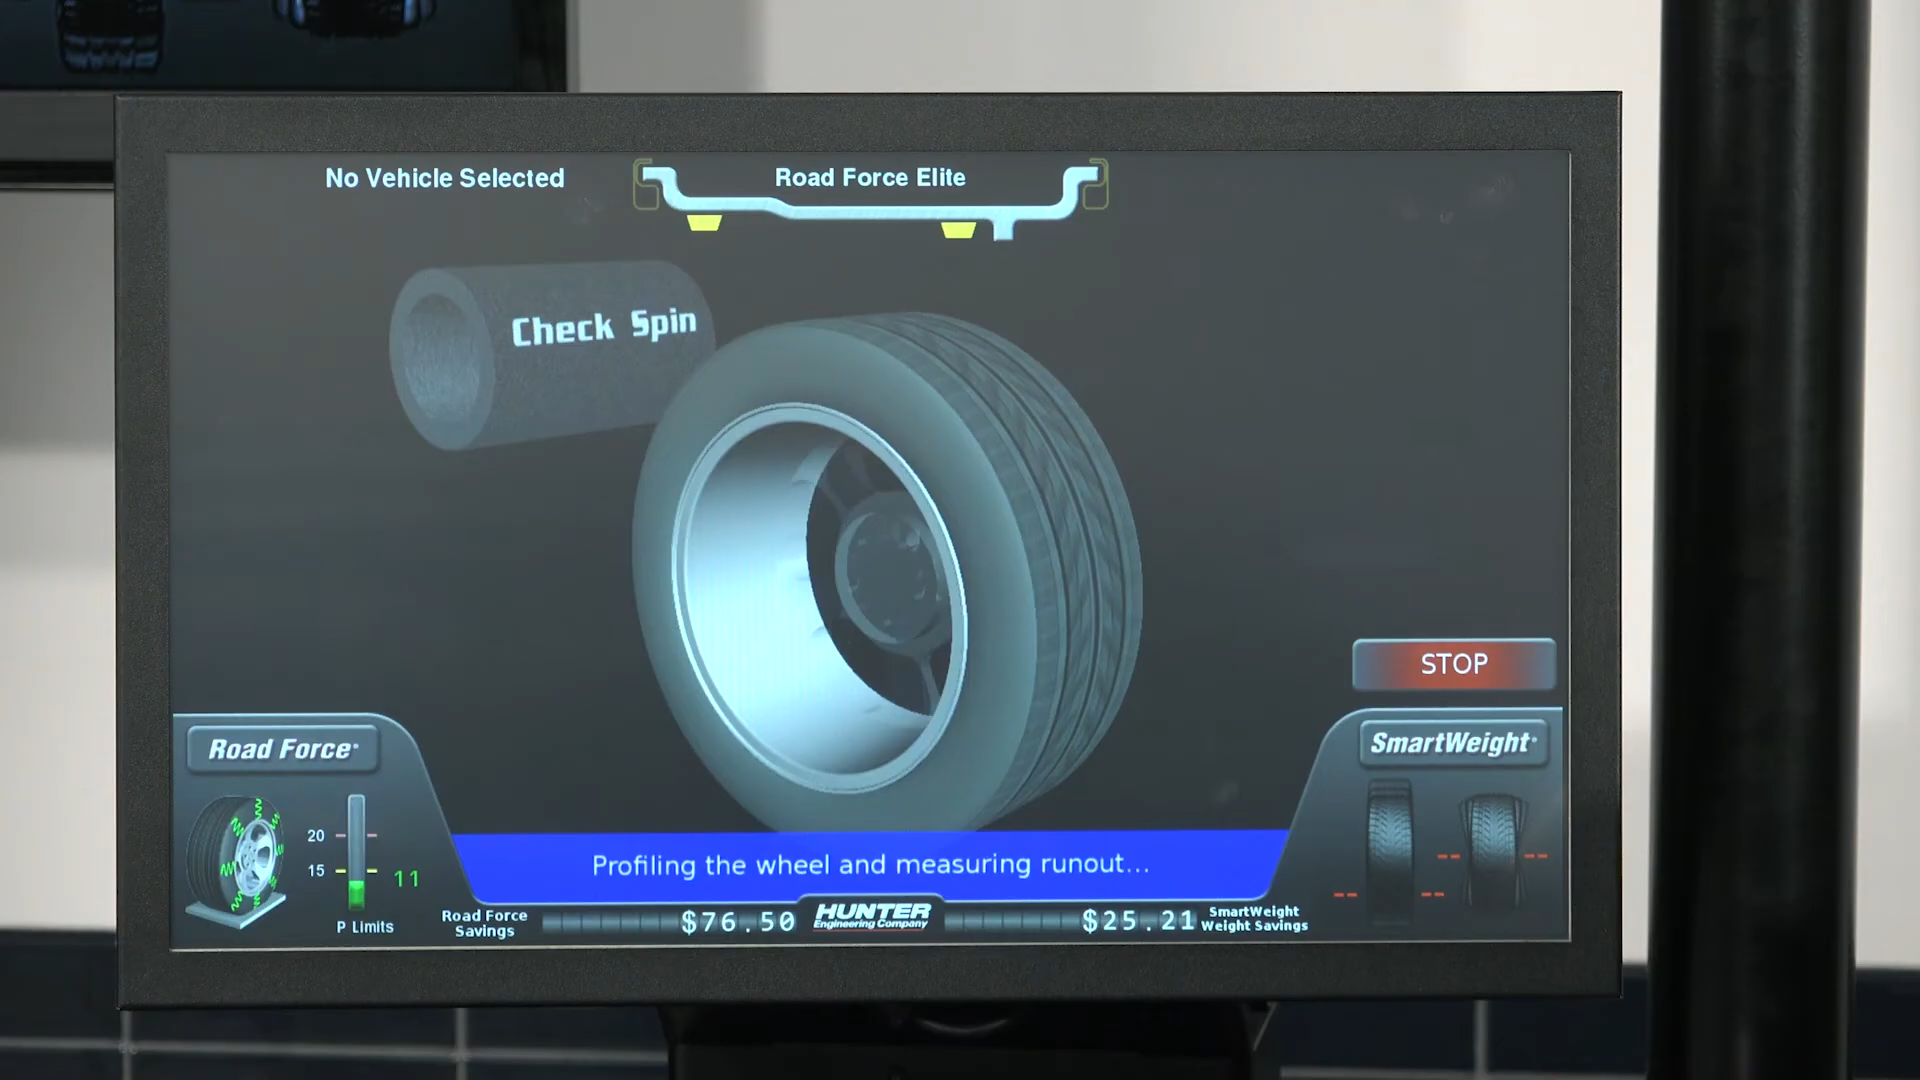 No Vehicle Selected
Road Force Elite
Check Spin
STOP
Road Force®
SmartWeight®
20
15
11
P Limits
Profiling the wheel and measuring runout...
Road Force
Savings
$76.50
HUNTER
Engineering Company
$25.21
SmartWeight
Weight Savings